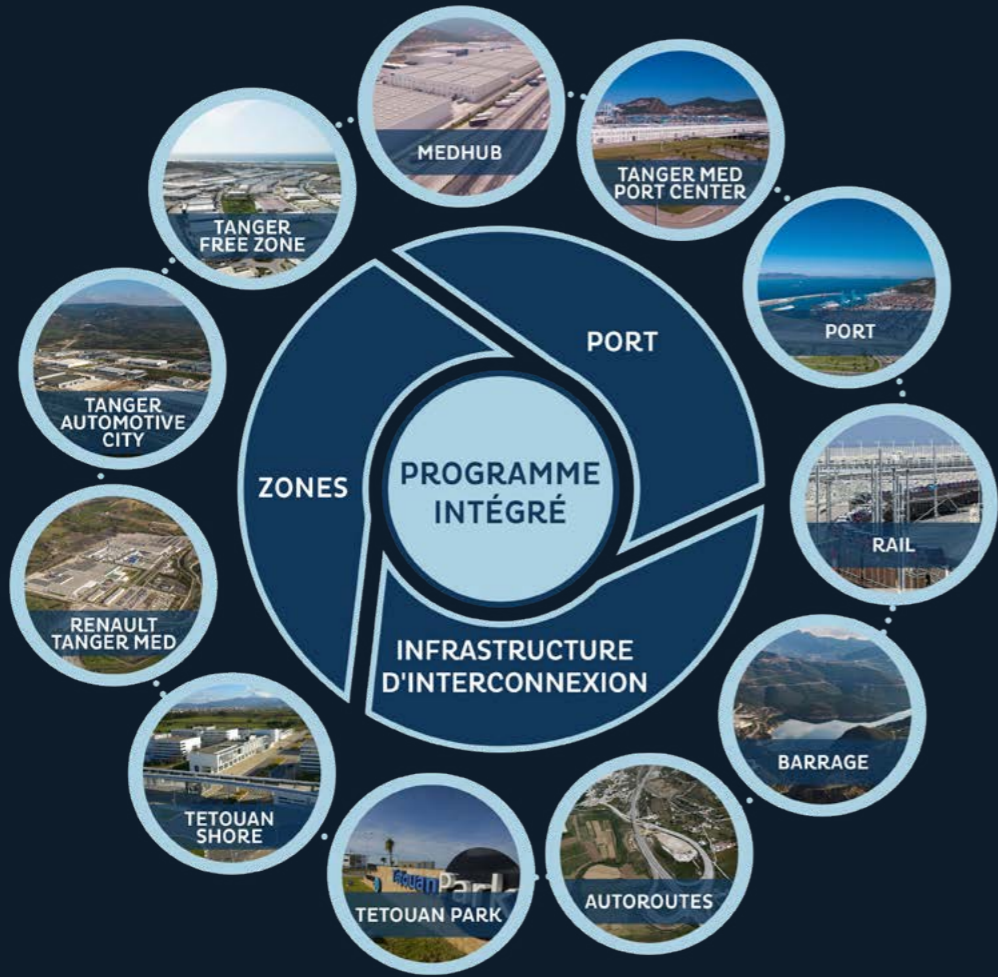 MEDHUB
TANGER MED
PORT CENTER
TANGER
FREE ZONE
PORT
PORT
TANGER
AUTOMOTIVE
CITY
ZONES
PROGRAMME
INTÉGRÉ
RAIL
RENAULT
TANGER MED
INFRASTRUCTURE
D'INTERCONNEXION
BARRAGE
TETOUAN
SHORE
TetouanPark
TETOUAN PARK
AUTOROUTES